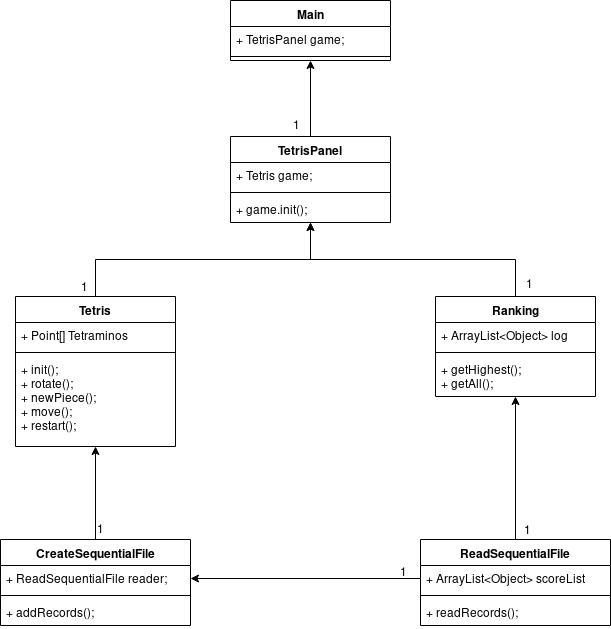 Main
+ TetrisPanel game;
1
TetrisPanel
+ Tetris game;
+ game.init();
1
1
Tetris
+ Point[] Tetraminos
+ init();
+ rotate();
+ newPiece();
+ move();
+ restart();
Ranking
+ ArrayList<Object> log
+ getHighest();
+ getAll();
1
1
CreateSequentialFile
+ ReadSequentialFile reader;
+ addRecords();
1
ReadSequentialFile
+ ArrayList<Object> scoreList
+ readRecords();